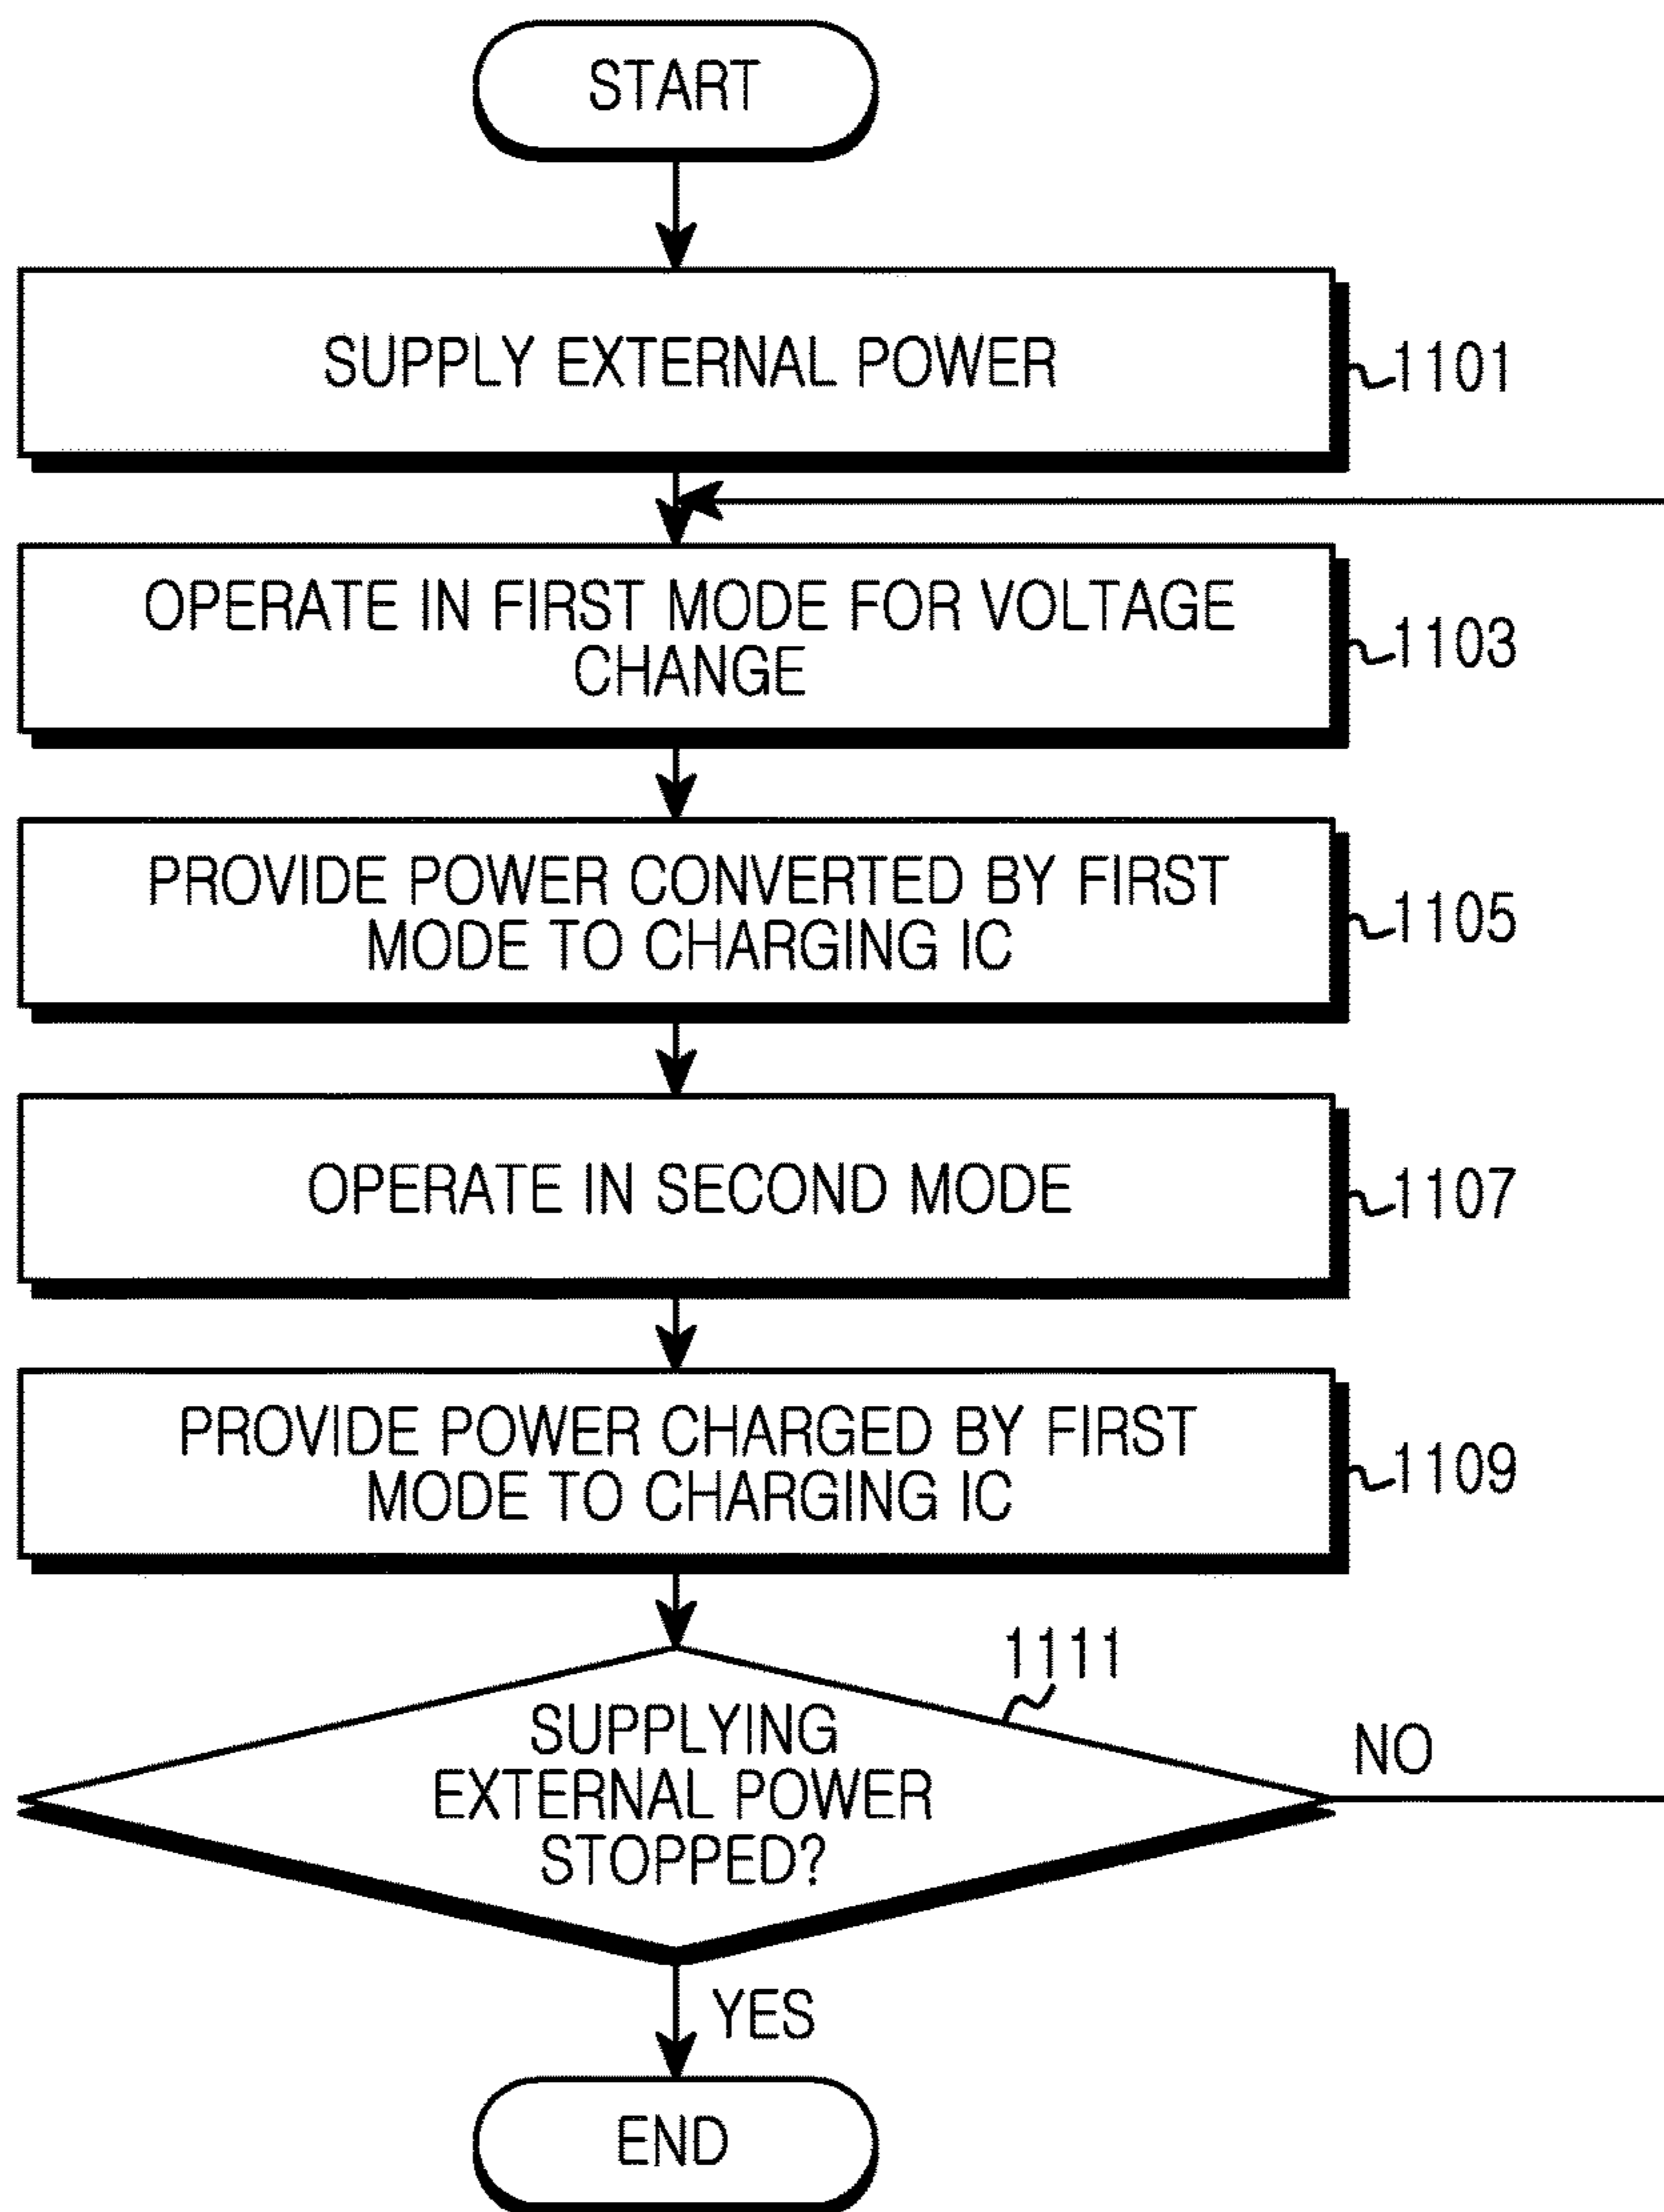 START
SUPPLY EXTERNAL POWER
1101
OPERATE IN FIRST MODE FOR VOLTAGE
CHANGE
1103
PROVIDE POWER CONVERTED BY FIRST
MODE TO CHARGING IC
1105
OPERATE IN SECOND MODE
1107
PROVIDE POWER CHARGED BY FIRST
MODE TO CHARGING IC
1109
1111
SUPPLYING
EXTERNAL POWER
STOPPED?
NO
YES
END